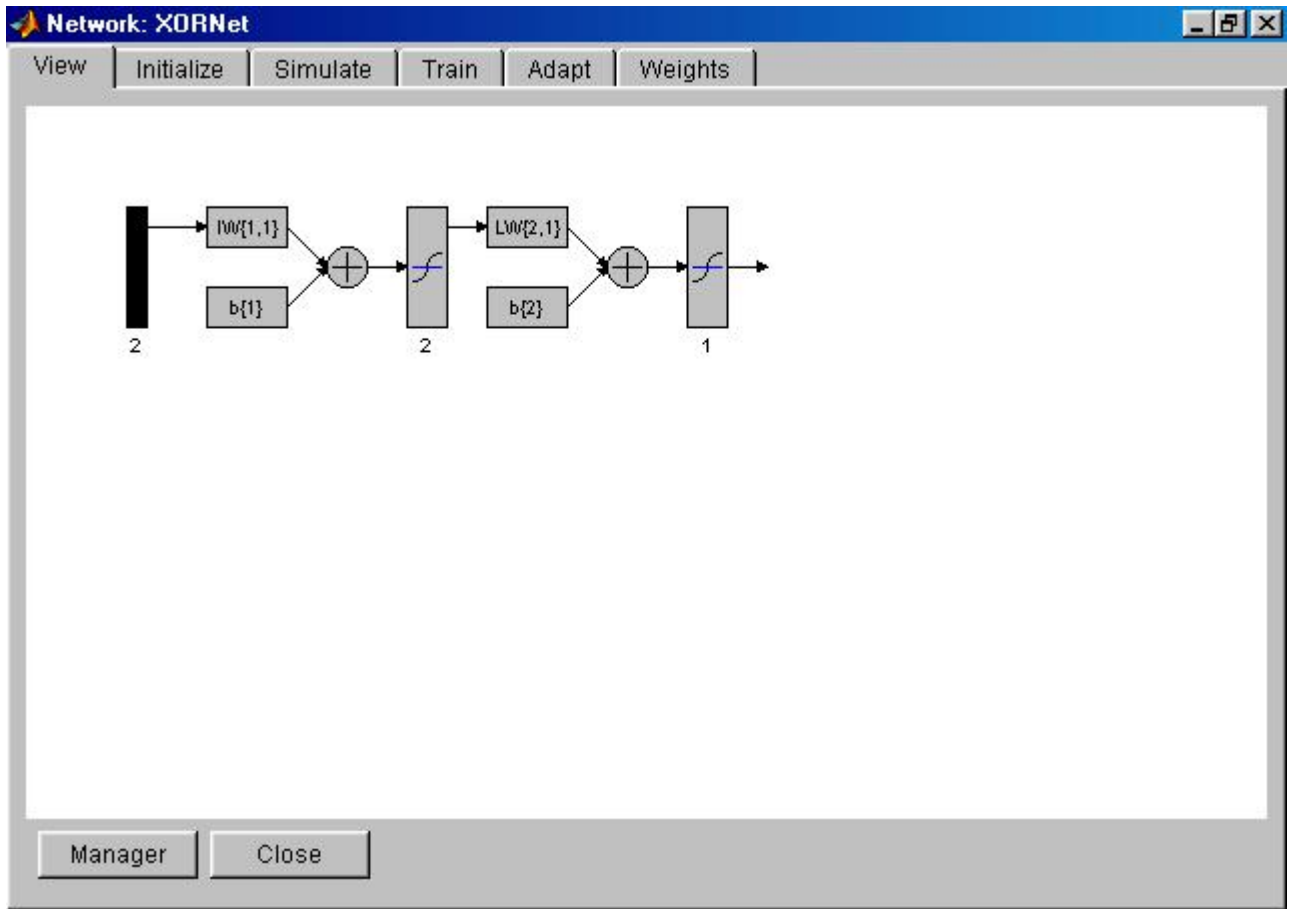 Network: XORNet
View Initialize Simulate Train Adapt Weights
IW{1,1} LW{2,1}
b{1} b{2}
2 2 1
Manager Close